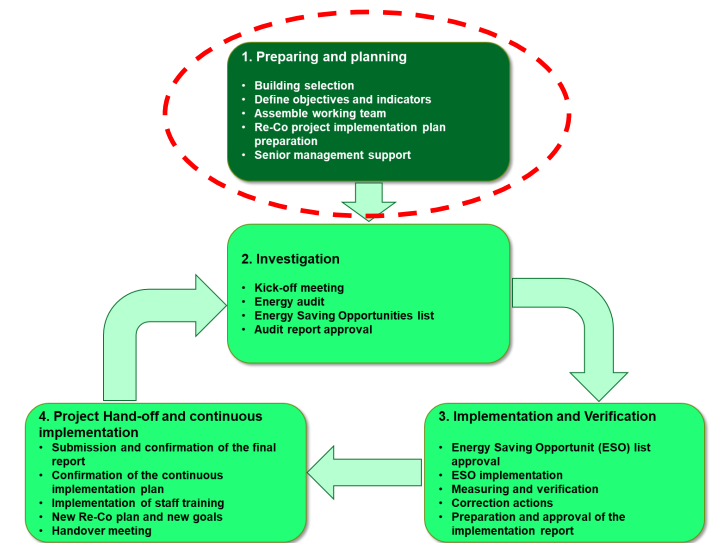 1. Preparing and planning
• Building selection
• Define objectives and indicators
• Assemble working team
• Re-Co project implementation plan
preparation
• Senior management support
2. Investigation
• Kick-off meeting
• Energy audit
• Energy Saving Opportunities list
• Audit report approval
3. Implementation and Verification
• Energy Saving Opportunit (ESO) list
approval
• ESO implementation
• Measuring and verification
• Correction actions
• Preparation and approval of the
implementation report
4. Project Hand-off and continuous
implementation
• Submission and confirmation of the final
report
• Confirmation of the continuous
implementation plan
• Implementation of staff training
• New Re-Co plan and new goals
• Handover meeting